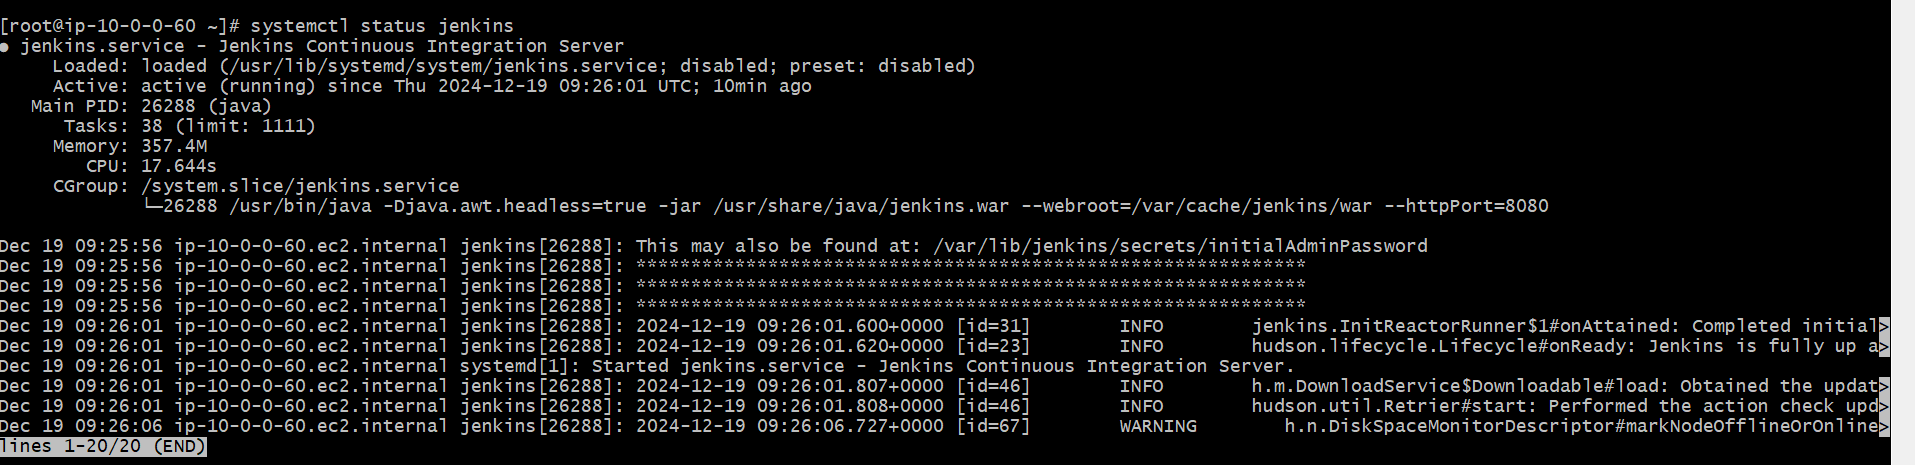 [root@ip-10-0-0-60 ~]# systemctl status jenkins
● jenkins.service - Jenkins Continuous Integration Server
     Loaded: loaded (/usr/lib/systemd/system/jenkins.service; disabled; preset: disabled)
     Active: active (running) since Thu 2024-12-19 09:26:01 UTC; 10min ago
   Main PID: 26288 (java)
      Tasks: 38 (limit: 1111)
     Memory: 357.4M
        CPU: 17.644s
     CGroup: /system.slice/jenkins.service
             └─26288 /usr/bin/java -Djava.awt.headless=true -jar /usr/share/java/jenkins.war --webroot=/var/cache/jenkins/war --httpPort=8080
Dec 19 09:25:56 ip-10-0-0-60.ec2.internal jenkins[26288]: This may also be found at: /var/lib/jenkins/secrets/initialAdminPassword
Dec 19 09:25:56 ip-10-0-0-60.ec2.internal jenkins[26288]: *************************************************************
Dec 19 09:25:56 ip-10-0-0-60.ec2.internal jenkins[26288]: *************************************************************
Dec 19 09:25:56 ip-10-0-0-60.ec2.internal jenkins[26288]: *************************************************************
Dec 19 09:26:01 ip-10-0-0-60.ec2.internal jenkins[26288]: 2024-12-19 09:26:01.600+0000 [id=31]        INFO        jenkins.InitReactorRunner$1#onAttained: Completed initial>
Dec 19 09:26:01 ip-10-0-0-60.ec2.internal jenkins[26288]: 2024-12-19 09:26:01.620+0000 [id=23]        INFO        hudson.lifecycle.Lifecycle#onReady: Jenkins is fully up a>
Dec 19 09:26:01 ip-10-0-0-60.ec2.internal systemd[1]: Started jenkins.service - Jenkins Continuous Integration Server.
Dec 19 09:26:01 ip-10-0-0-60.ec2.internal jenkins[26288]: 2024-12-19 09:26:01.807+0000 [id=46]        INFO        h.m.DownloadService$Downloadable#load: Obtained the updat>
Dec 19 09:26:01 ip-10-0-0-60.ec2.internal jenkins[26288]: 2024-12-19 09:26:01.808+0000 [id=46]        INFO        hudson.util.Retrier#start: Performed the action check upd>
Dec 19 09:26:06 ip-10-0-0-60.ec2.internal jenkins[26288]: 2024-12-19 09:26:06.727+0000 [id=67]        WARNING        h.n.DiskSpaceMonitorDescriptor#markNodeOfflineOrOnline>
lines 1-20/20 (END)